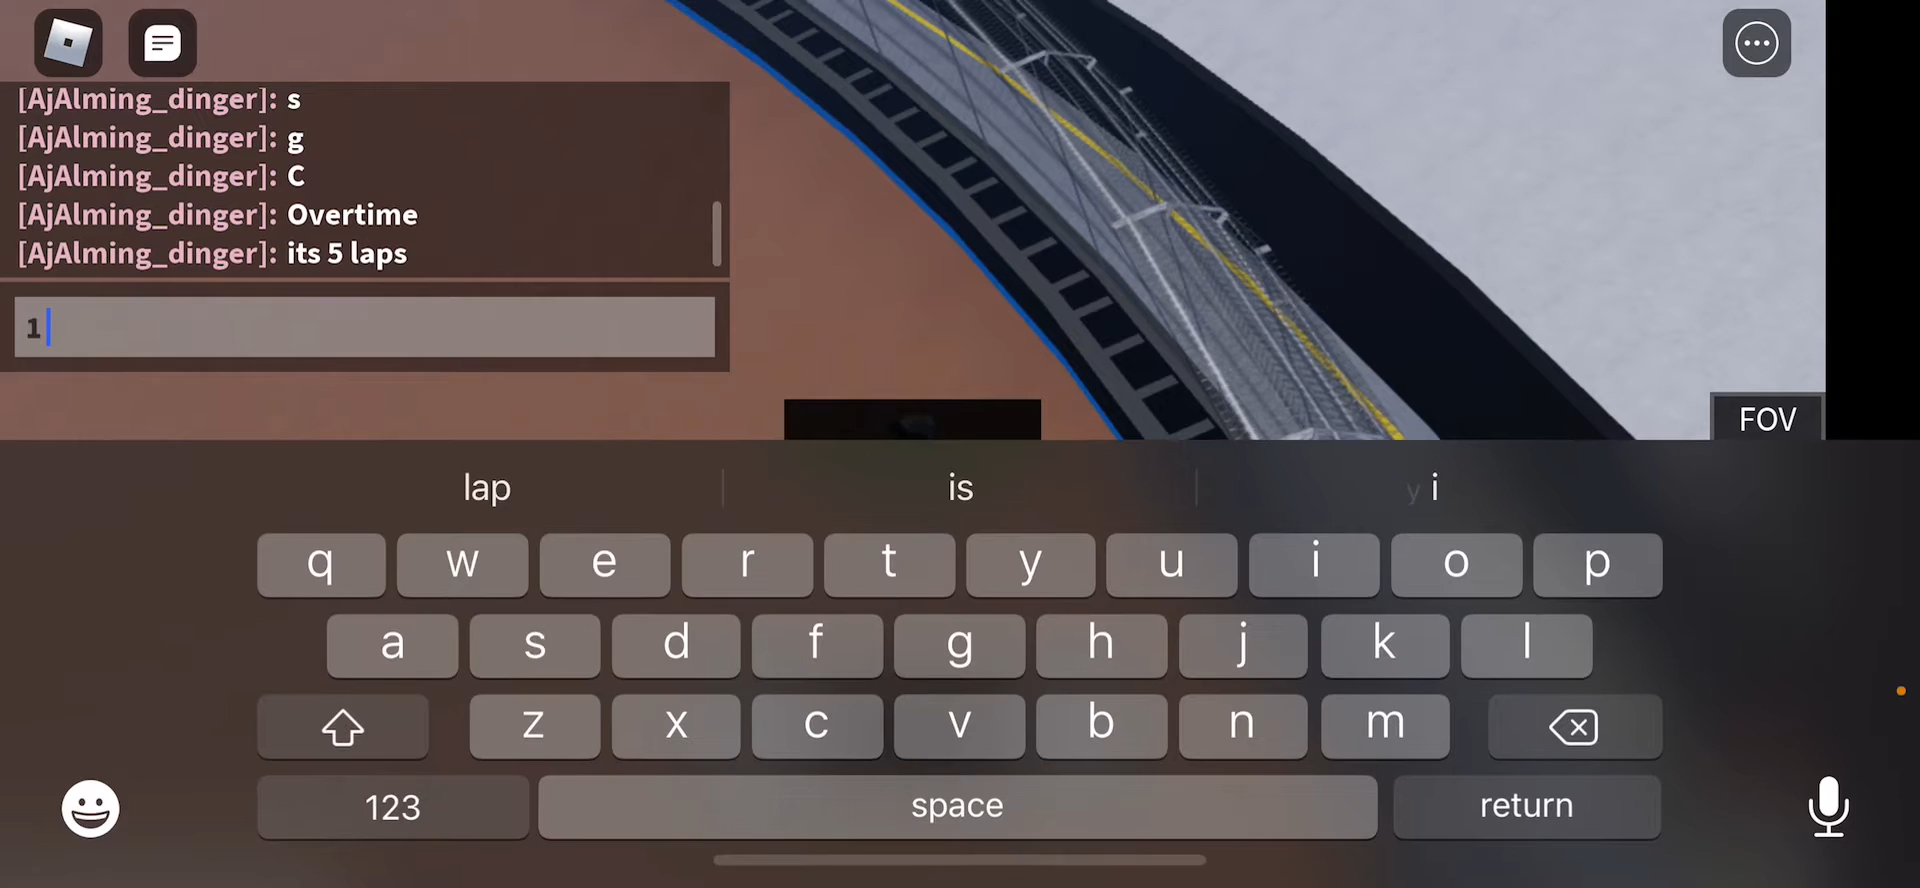 [AjAlming_dinger]: s
[AjAlming_dinger]: g
[AjAlming_dinger]: C
[AjAlming_dinger]: Overtime
[AjAlming_dinger]: its 5 laps
1
FOV
lap is y i
q w e r t y u i o p
a s d f g h j k l
z x c v b n m
123 space return